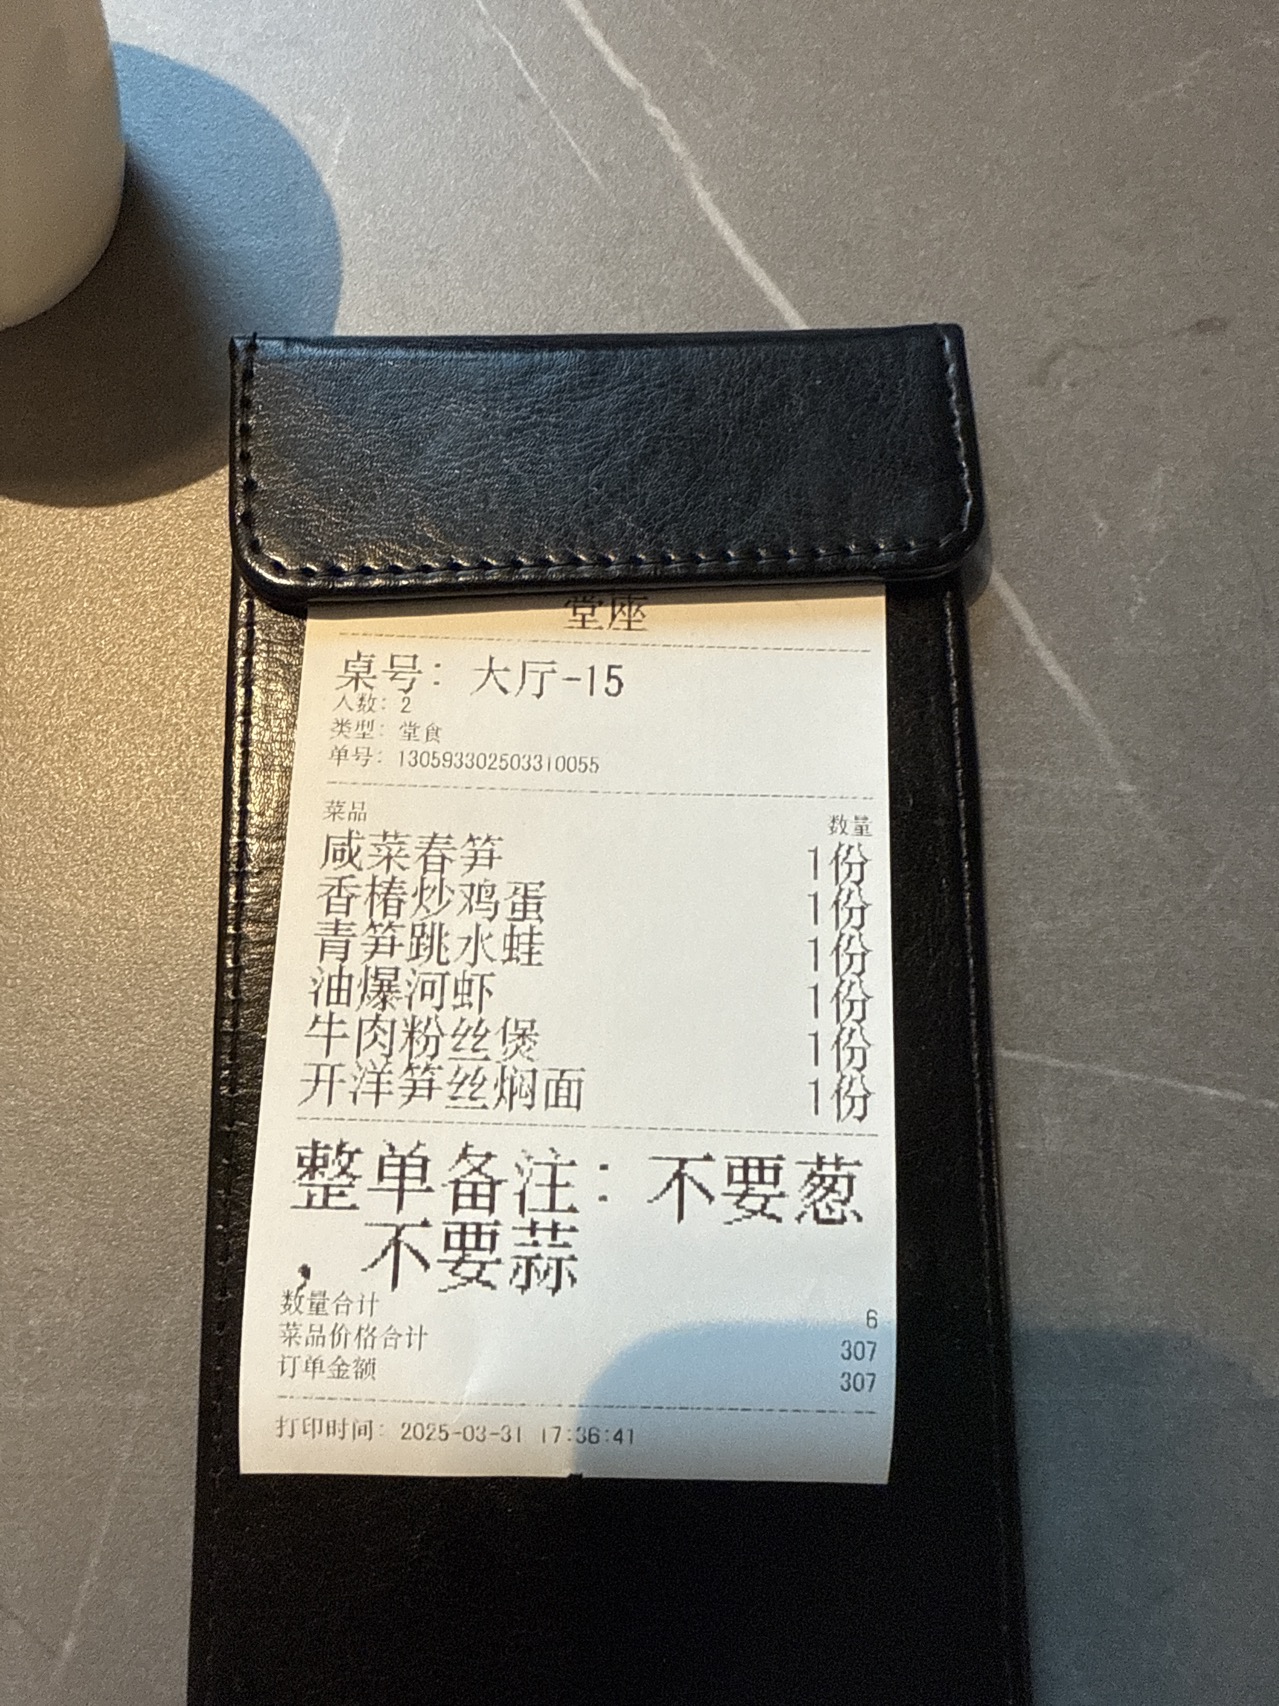 堂座
桌号: 大厅-15
人数: 2
类型: 堂食
单号: 130593302503310055
菜品 数量
咸菜春笋 1份
香椿炒鸡蛋 1份
青笋跳水蛙 1份
油爆河虾 1份
牛肉粉丝煲 1份
开洋笋丝焖面 1份
整单备注: 不要葱
, 不要蒜
数量合计 6
菜品价格合计 307
订单金额 307
打印时间: 2025-03-31 17:36:41